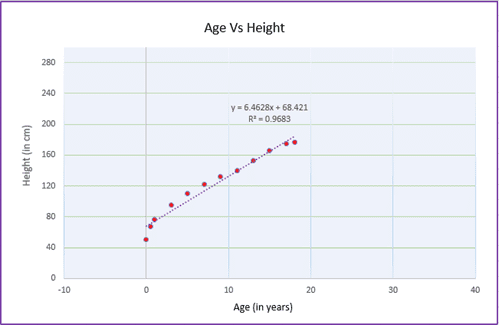 Age Vs Height
280
240
200
160
120
80
40
0
Height (in cm)
y = 6.4628x + 68.421
R² = 0.9683
-10 0 10 20 30 40
Age (in years)